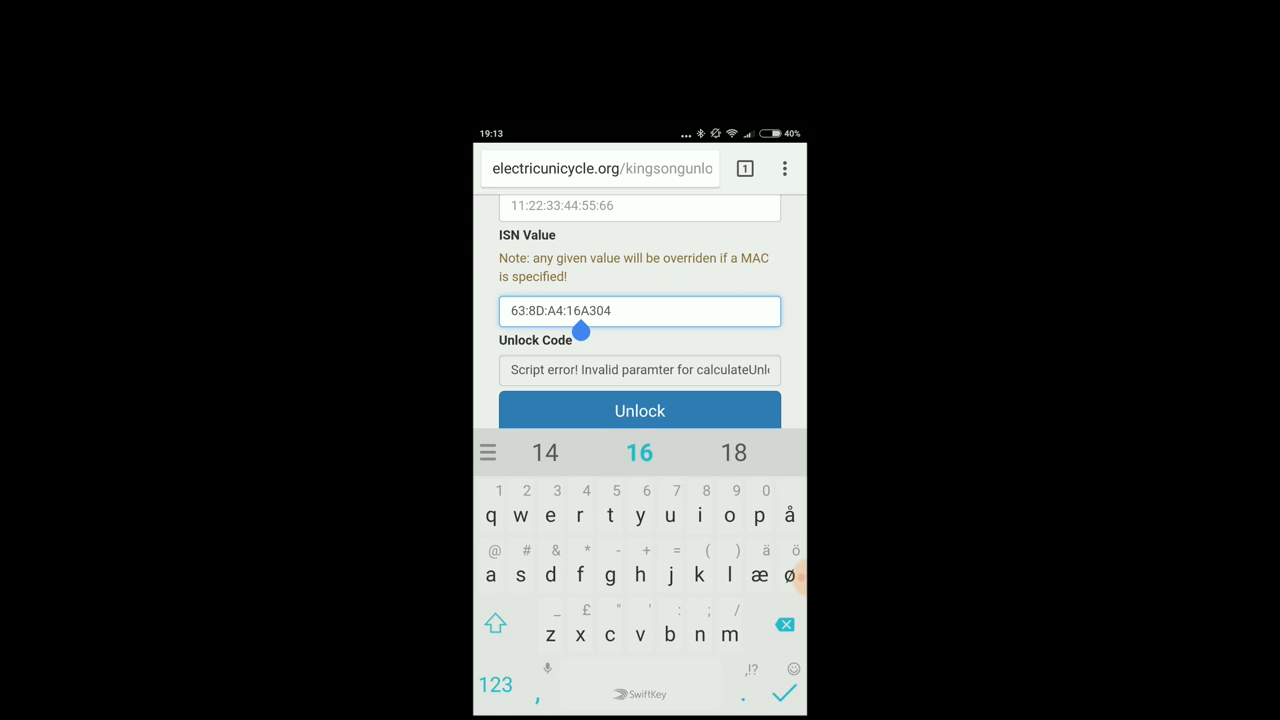 19:13 ... 40%
electricunicycle.org/kingsongunlo 1
11:22:33:44:55:66
ISN Value
Note: any given value will be overriden if a MAC
is specified!
63:8D:A4:16A304
Unlock Code
Script error! Invalid paramter for calculateUnl
Unlock
14 16 18
1 2 3 4 5 6 7 8 9 0
q w e r t y u i o p å
@ # & * - + = ( ) ä ö
a s d f g h j k l æ ø
_ £ " ' : ; /
z x c v b n m
,!?
123 , SwiftKey .